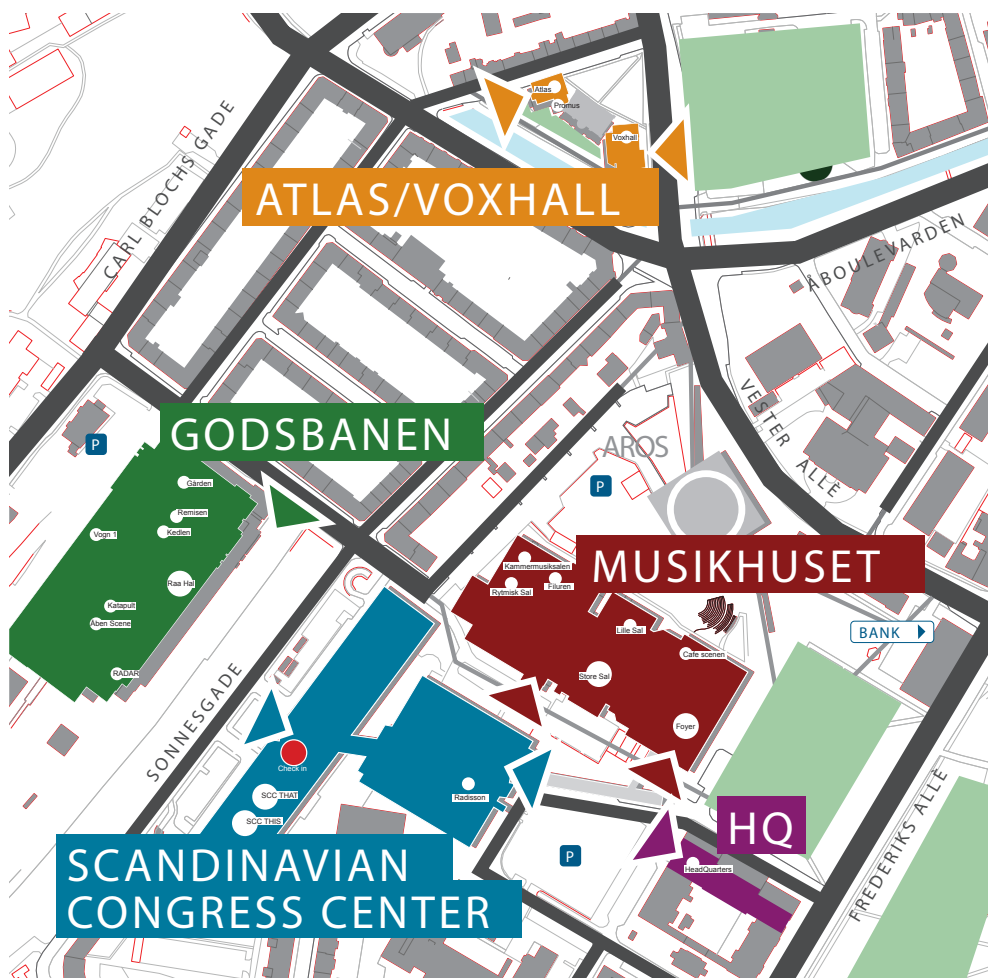 Atlas
Promus
Voxhall
ATLAS/VOXHALL
CARL BLOCHS GADE
ÅBOULEVARDEN
VESTER ALLÈ
GODSBANEN
P
AROS
P
Gården
Remisen
Kedlen
Vogn 1
Raa Hal
Katapult
Åben Scene
RADAR
MUSIKHUSET
Kammermusiksalen
Filuren
Rytmisk Sal
Lille Sal
Cafe scenen
Store Sal
Foyer
BANK
SONNESGADE
Check in
SCC THAT
SCC THIS
Radisson
P
HQ
HeadQuarters
FREDERIKS ALLÈ
SCANDINAVIAN
CONGRESS CENTER